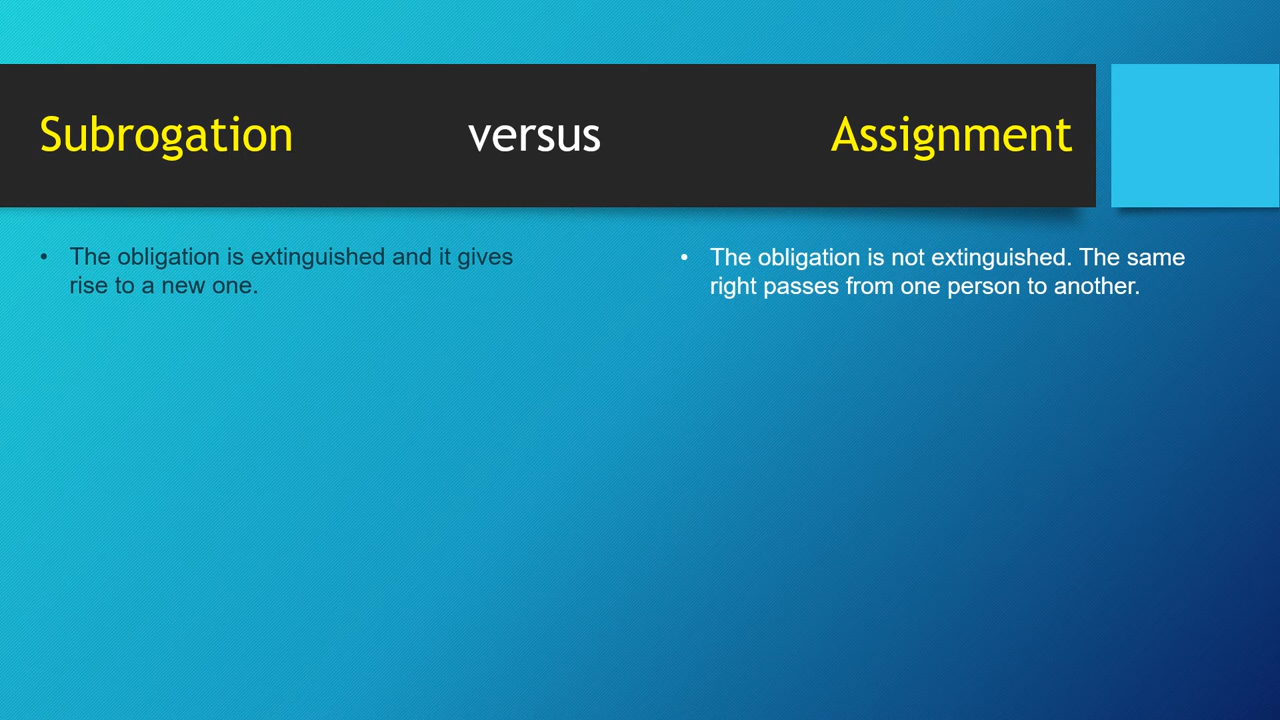 Subrogation versus Assignment
• The obligation is extinguished and it gives
rise to a new one.
• The obligation is not extinguished. The same
right passes from one person to another.